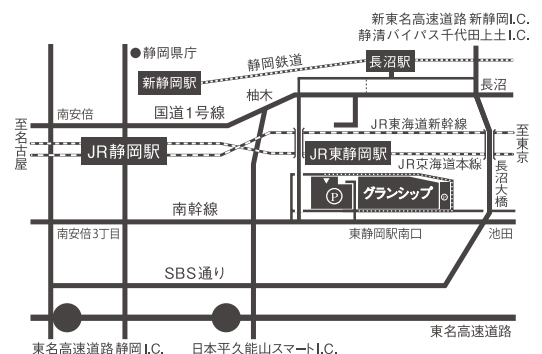 新東名高速道路 新静岡I.C.
静清バイパス千代田上土I.C.
●静岡県庁
静岡鉄道
長沼駅
新静岡駅
柚木
長沼
南安倍
国道1号線
JR東海道新幹線
至名古屋
JR静岡駅
JR東静岡駅
至東京
JR東海道本線
長沼大橋
P
グランシップ
P
南幹線
南安倍3丁目
東静岡駅南口
池田
SBS通り
東名高速道路
東名高速道路 静岡I.C.
日本平久能山スマートI.C.